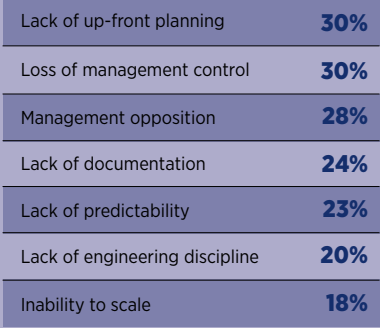 Lack of up-front planning 30%
Loss of management control 30%
Management opposition 28%
Lack of documentation 24%
Lack of predictability 23%
Lack of engineering discipline 20%
Inability to scale 18%